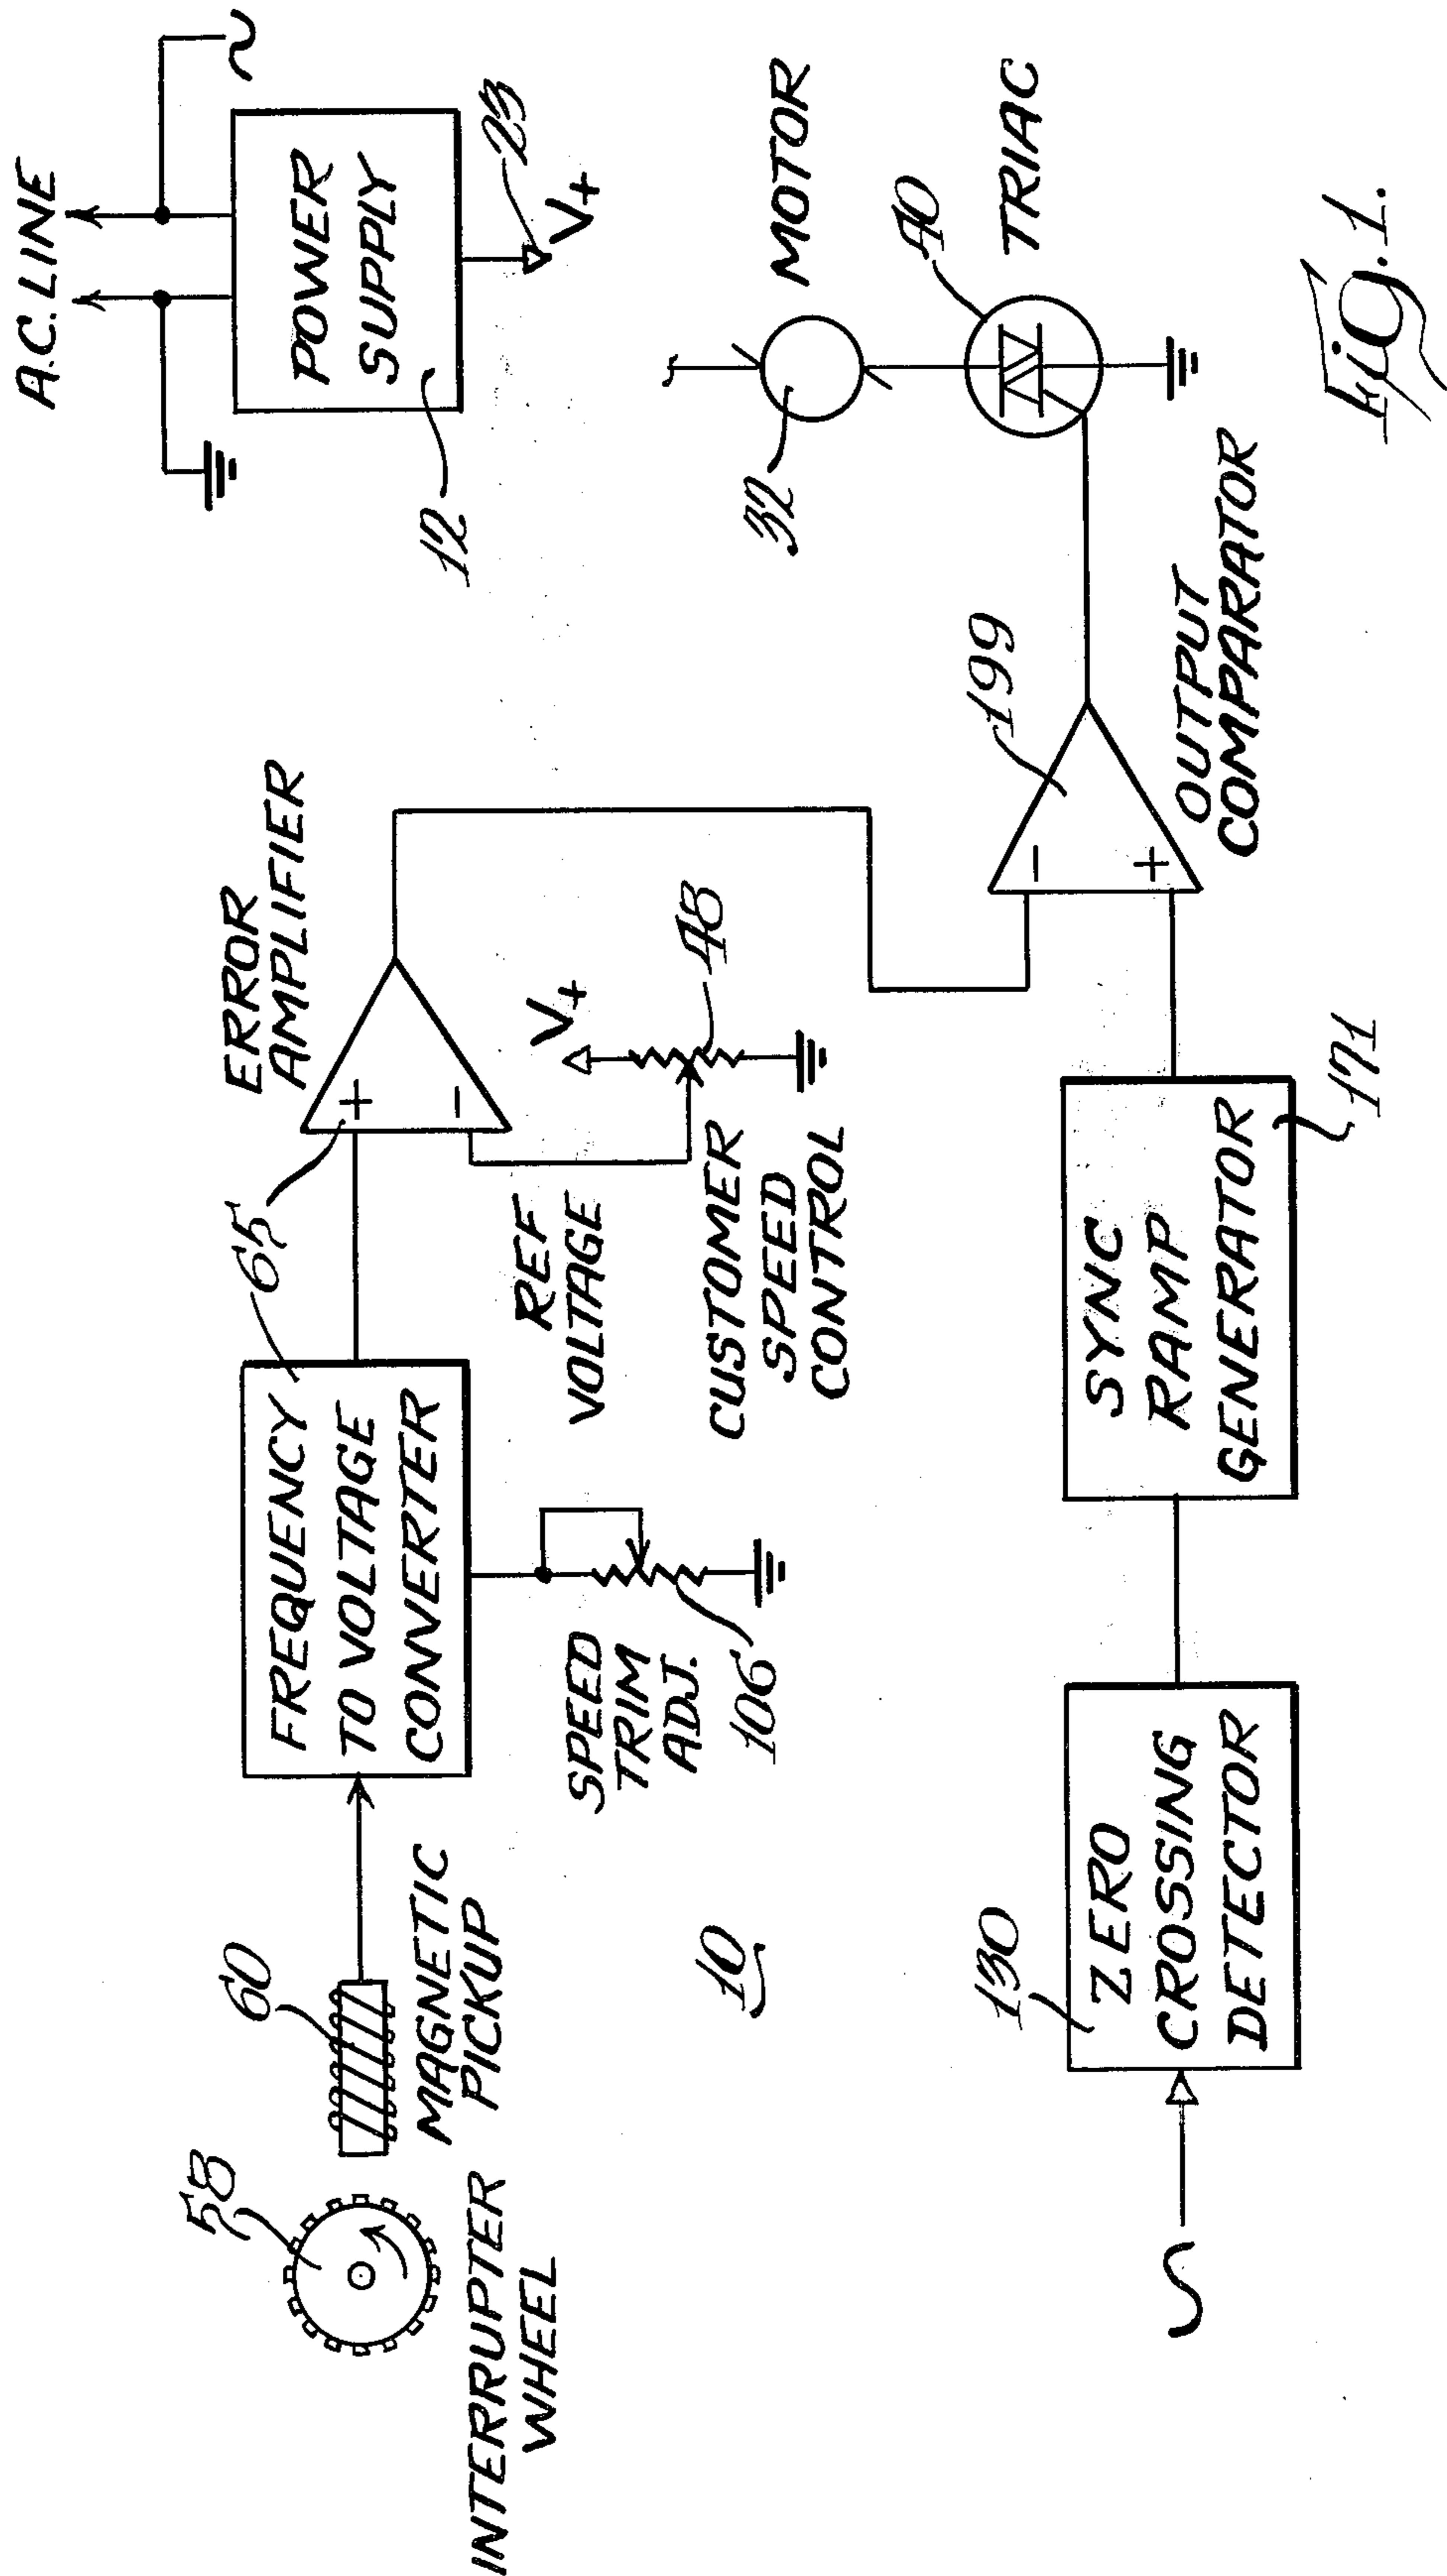 A.C. LINE
POWER
SUPPLY
12
23
V+
ERROR
AMPLIFIER
65
FREQUENCY
TO VOLTAGE
CONVERTER
60
MAGNETIC
PICKUP
58
INTERRUPTER
WHEEL
SPEED
TRIM
ADJ.
106
REF
VOLTAGE
V+
48
CUSTOMER
SPEED
CONTROL
+
−
10
MOTOR
32
40
TRIAC
199
−
+
OUTPUT
COMPARATOR
SYNC
RAMP
GENERATOR
171
130
ZERO
CROSSING
DETECTOR
Fig. 1.